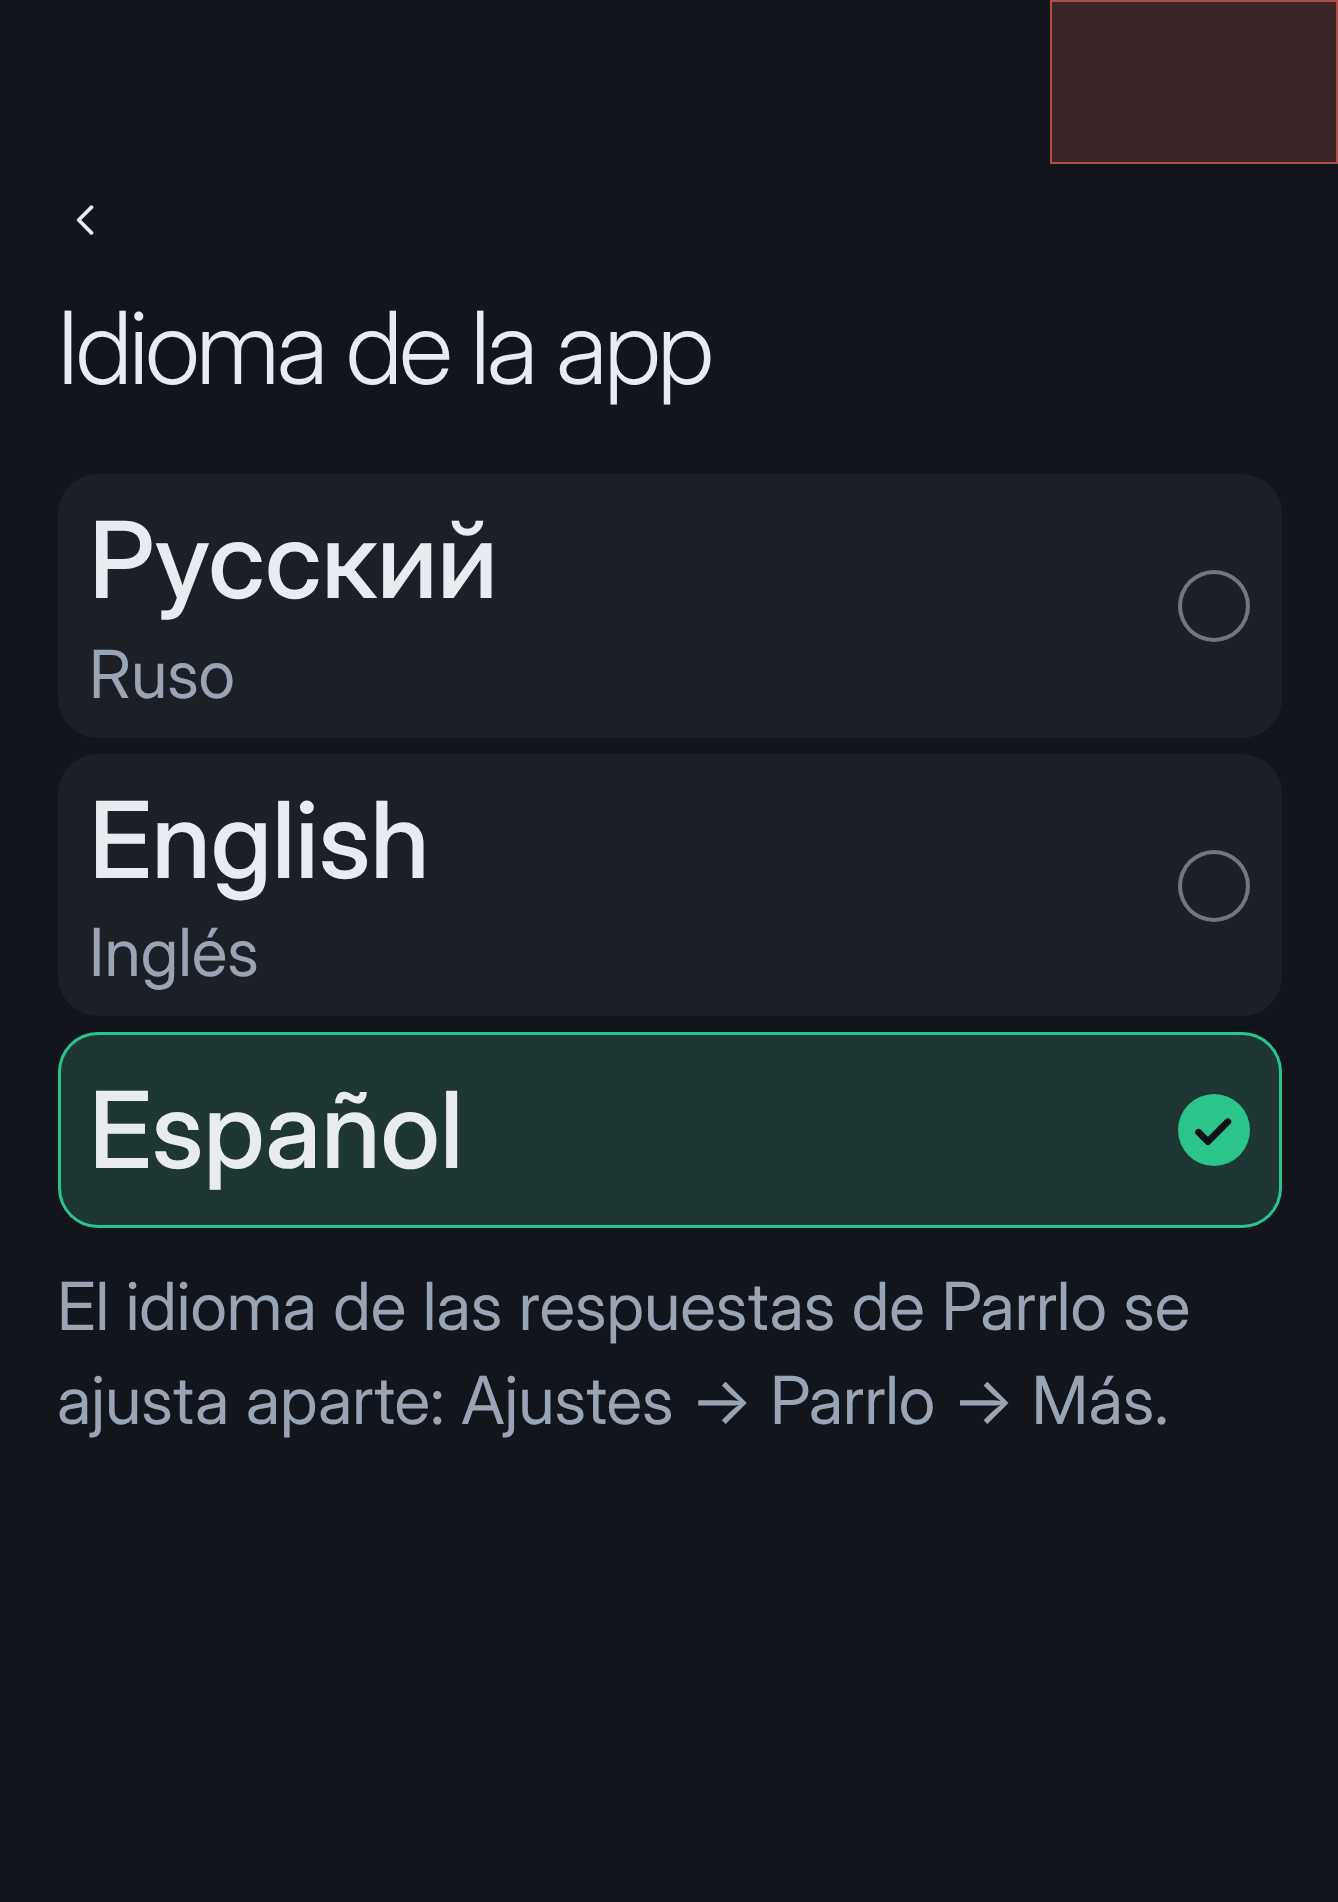 Idioma de la app
Русский
Ruso
English
Inglés
Español
El idioma de las respuestas de Parrlo se
ajusta aparte: Ajustes → Parrlo → Más.